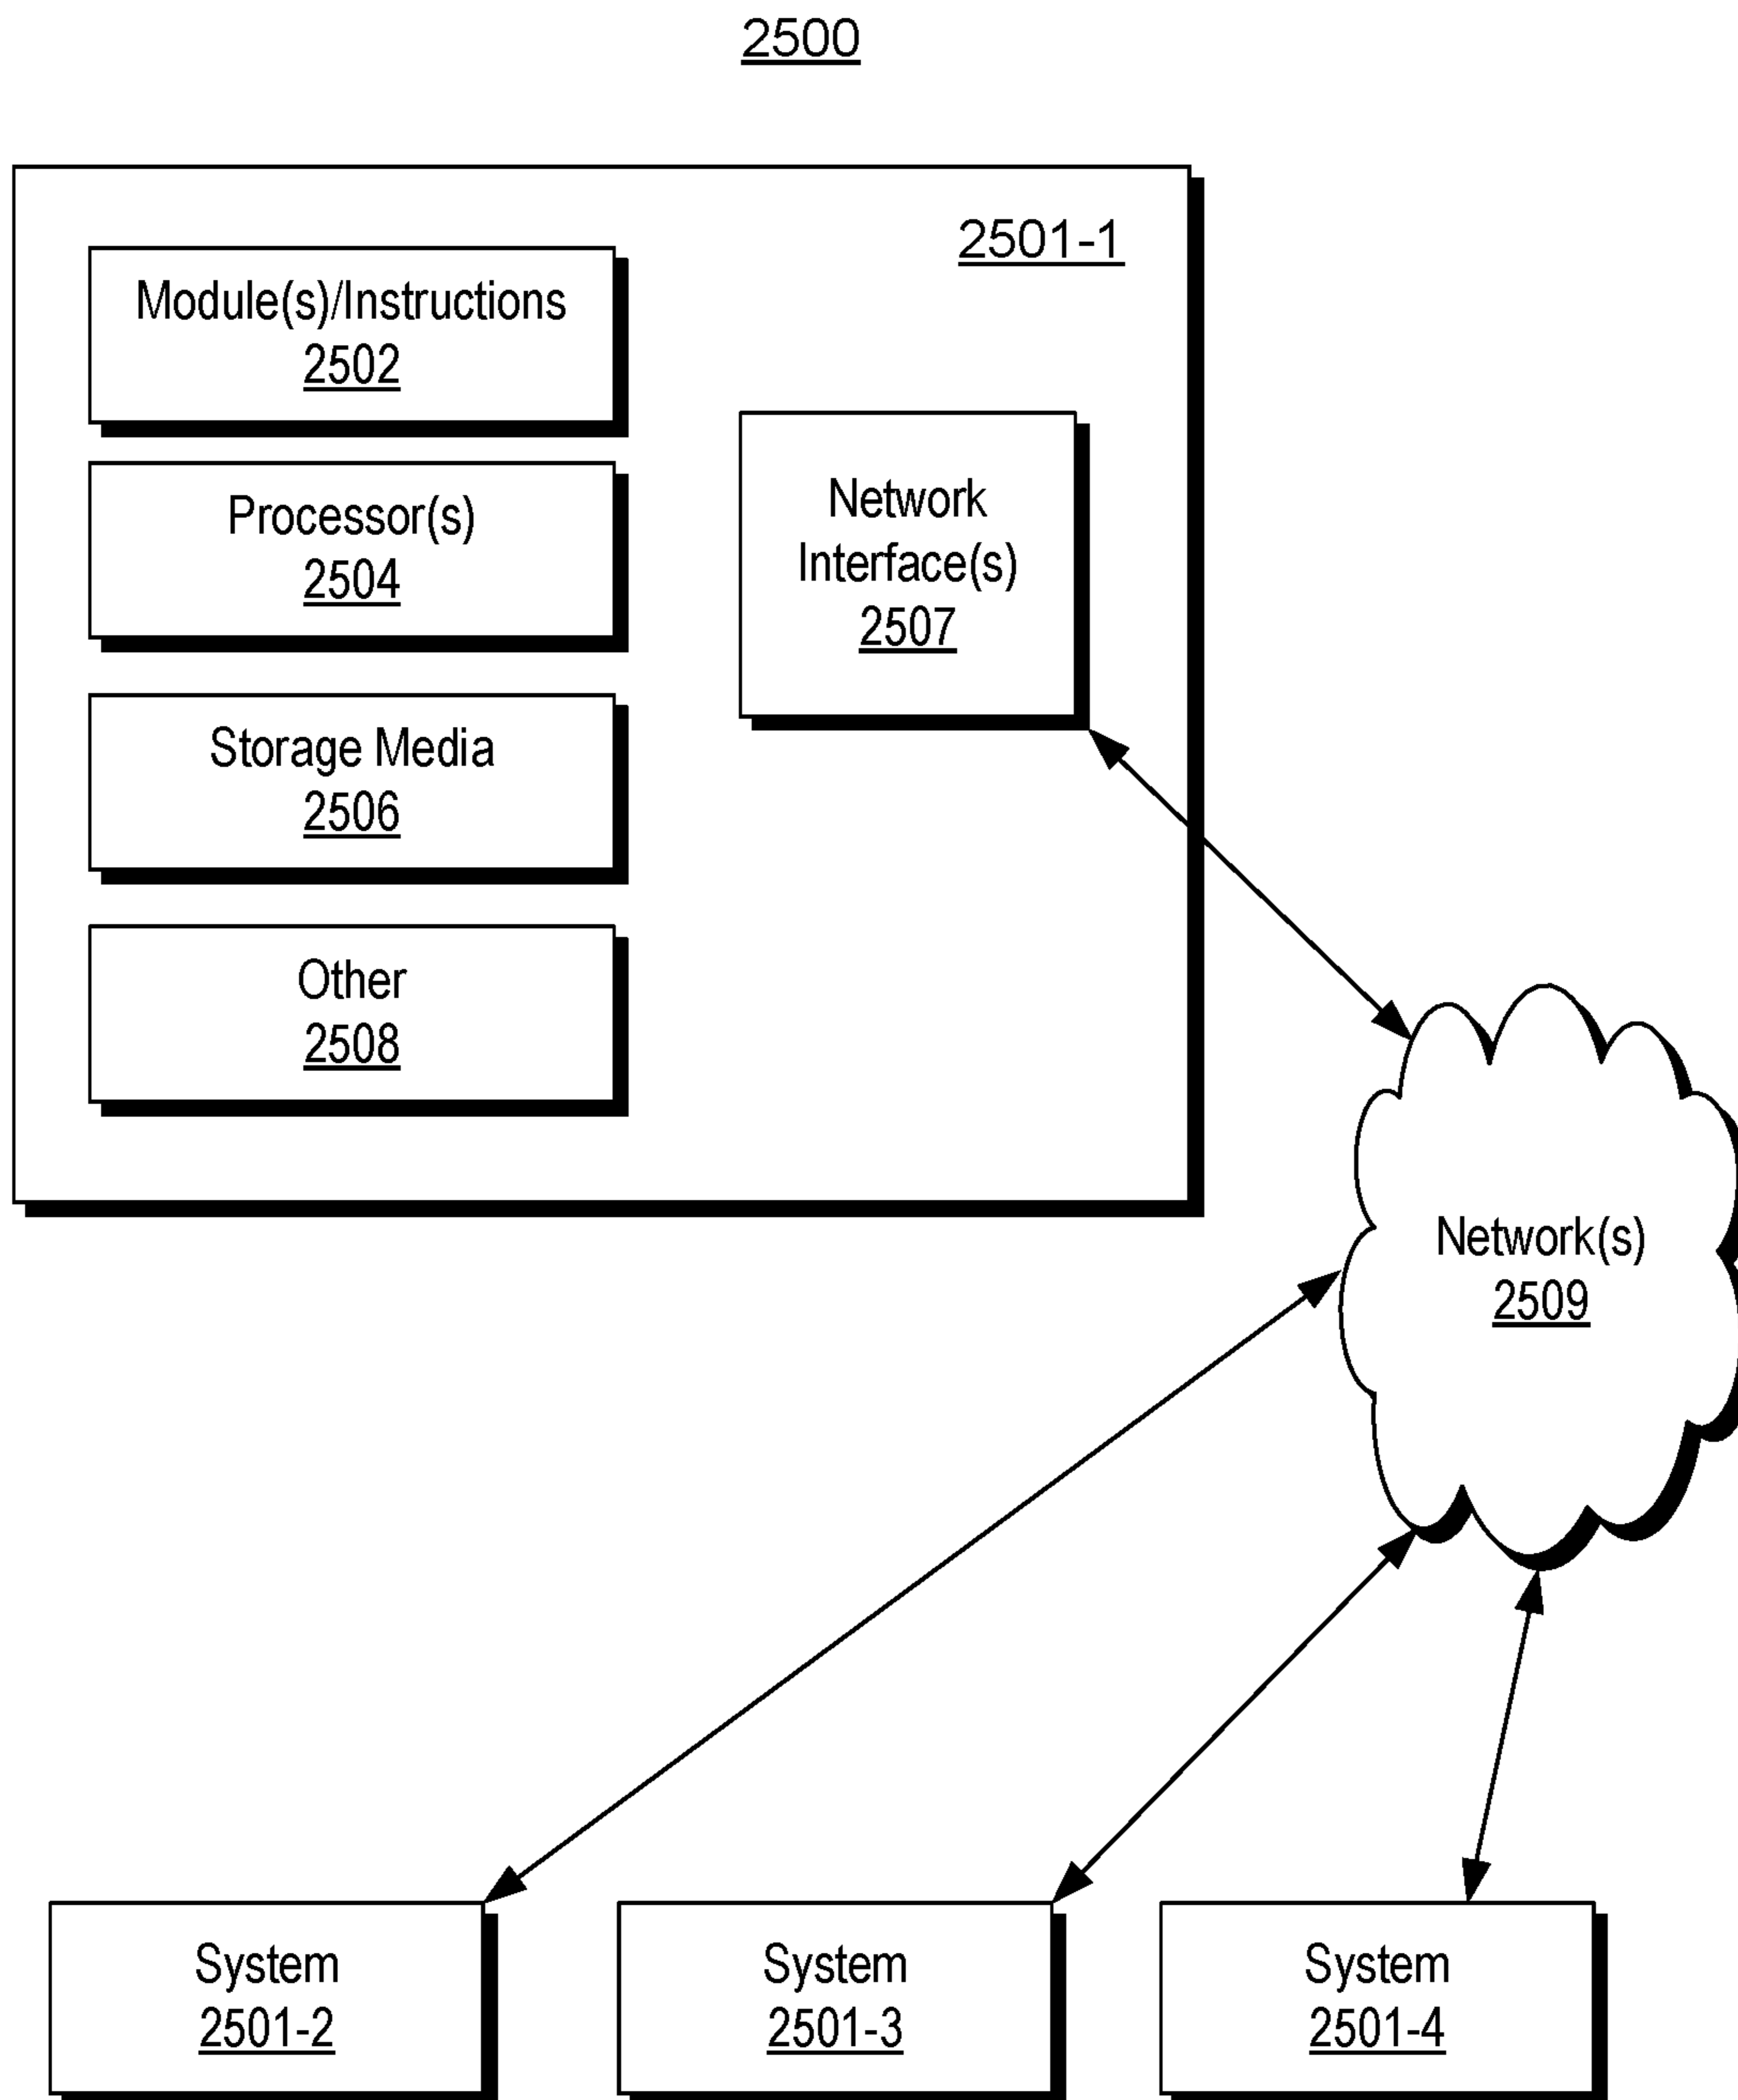 2500
2501-1
Module(s)/Instructions
2502
Processor(s)
2504
Network
Interface(s)
2507
Storage Media
2506
Other
2508
Network(s)
2509
System
2501-2
System
2501-3
System
2501-4